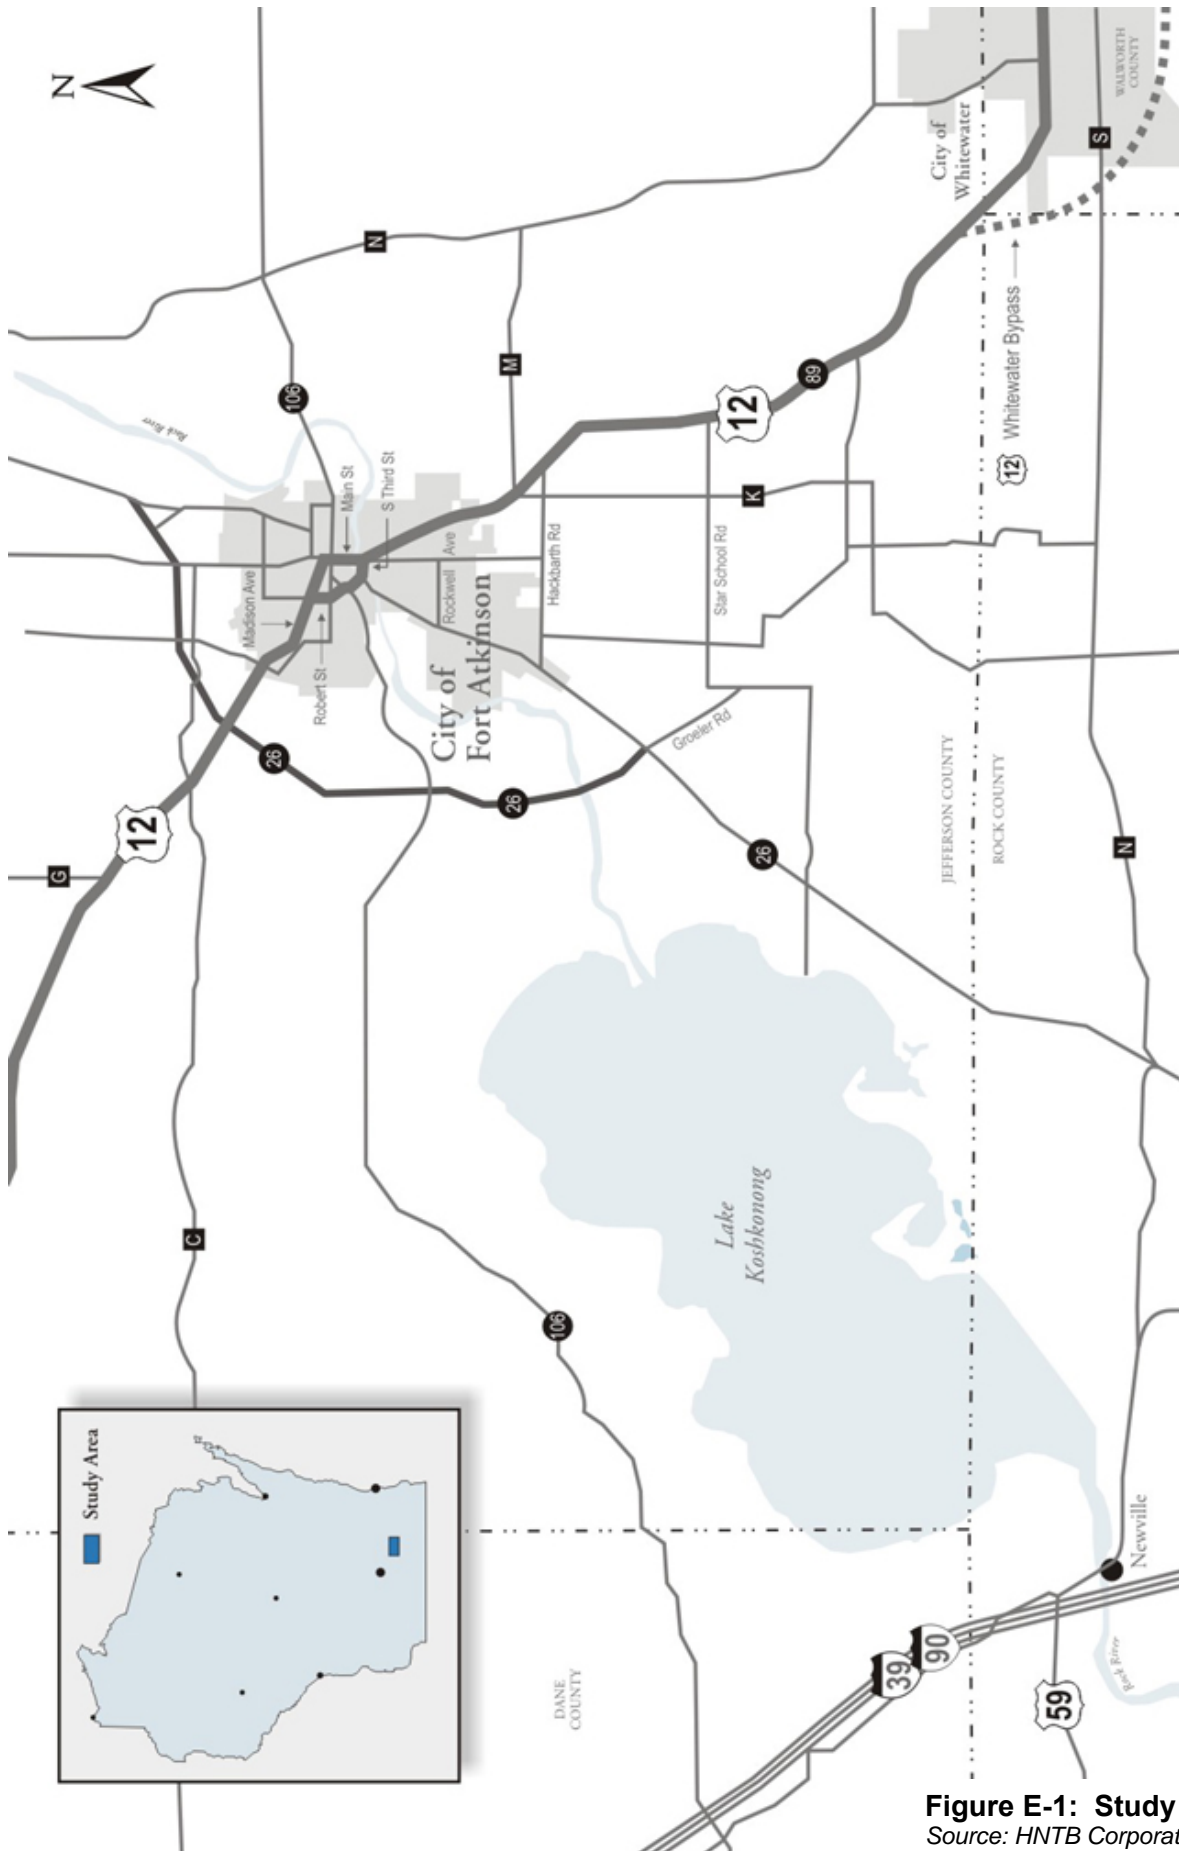 N
Study Area
12
G
C
26
26
26
106
106
N
M
K
12
89
S
N
39
90
59
Rock River
Rock River
Main St
S Third St
Madison Ave
Robert St
Rockwell
Ave
Hackbarth Rd
Star School Rd
Groeler Rd
City of
Fort Atkinson
City of
Whitewater
WALWORTH
COUNTY
12 Whitewater Bypass
JEFFERSON COUNTY
ROCK COUNTY
DANE
COUNTY
Lake
Koshkonong
Newville
Figure E-1: Study
Source: HNTB Corporat